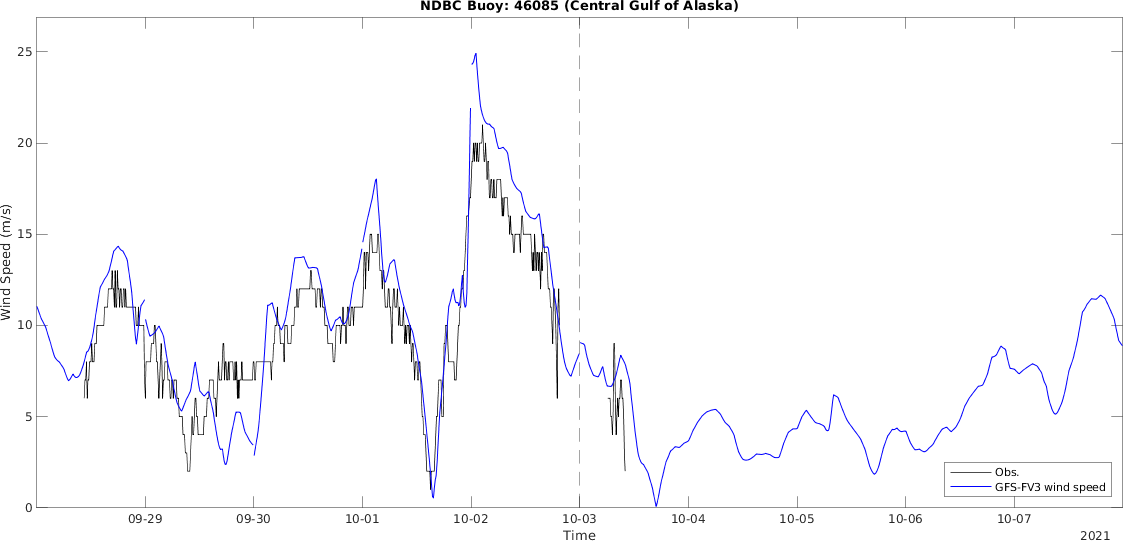 NDBC Buoy: 46085 (Central Gulf of Alaska)
Wind Speed (m/s)
25
20
15
10
5
0
09-29 09-30 10-01 10-02 10-03 10-04 10-05 10-06 10-07
Time
2021
Obs.
GFS-FV3 wind speed